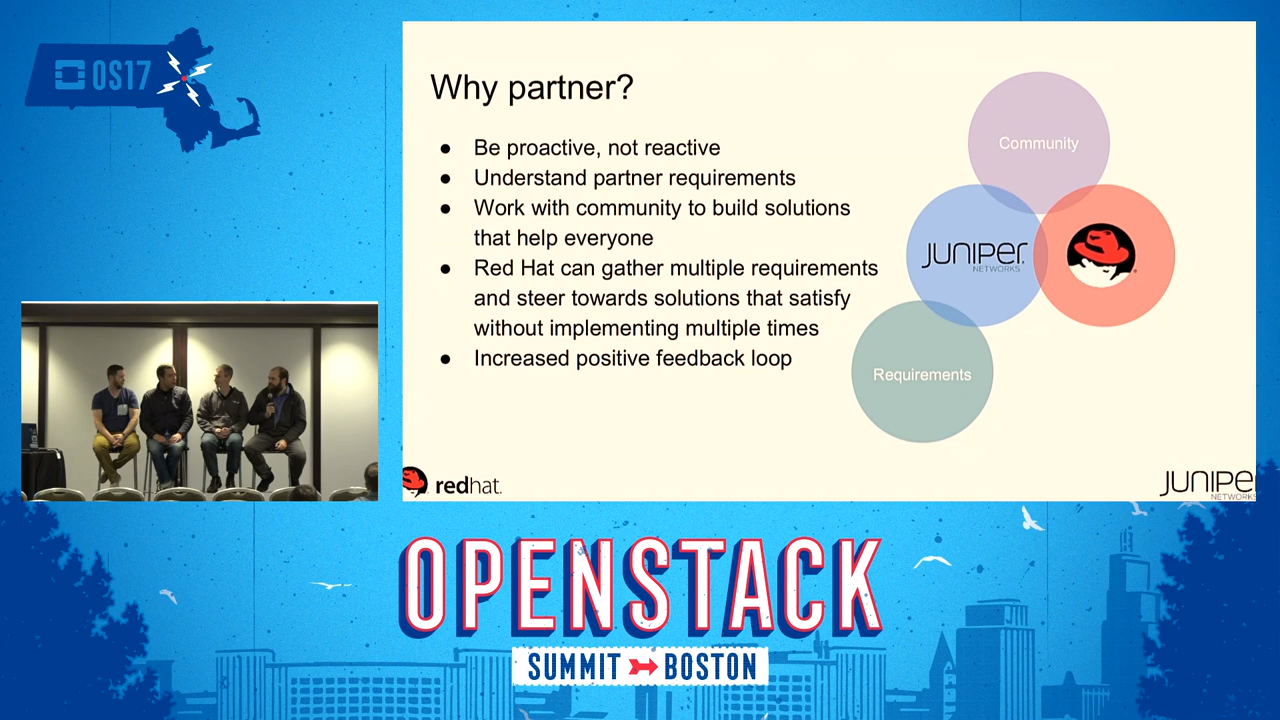 OS17
Why partner?
● Be proactive, not reactive
● Understand partner requirements
● Work with community to build solutions
that help everyone
● Red Hat can gather multiple requirements
and steer towards solutions that satisfy
without implementing multiple times
● Increased positive feedback loop
Community
JUNIPER
NETWORKS
Requirements
redhat.
JUNIPE
NETWORKS
OPENSTACK
SUMMIT BOSTON